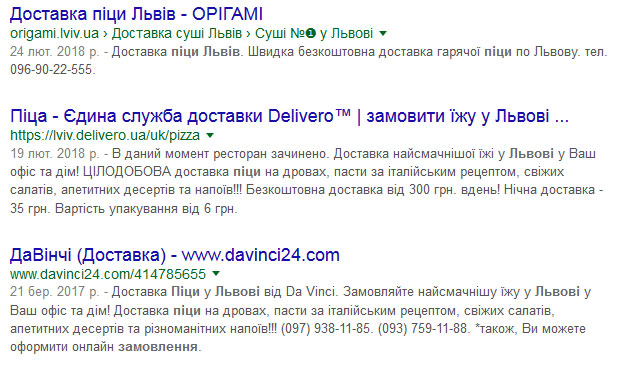 Доставка піци Львів - ОРІГАМІ
origami.lviv.ua › Доставка суші Львів › Суші №❶ у Львові ▼
24 лют. 2018 р. - Доставка піци Львів. Швидка безкоштовна доставка гарячої піци по Львову. тел.
096-90-22-555.
Піца - Єдина служба доставки Delivero™ | замовити їжу у Львові ...
https://lviv.delivero.ua/uk/pizza ▼
19 лют. 2018 р. - В даний момент ресторан зачинено. Доставка найсмачнішої їжі у Львові у Ваш
офіс та дім! ЦІЛОДОБОВА доставка піци на дровах, пасти за італійським рецептом, свіжих
салатів, апетитних десертів та напоїв!!! Безкоштовна доставка від 300 грн. вдень! Нічна доставка -
35 грн. Вартість упакування від 6 грн.
ДаВінчі (Доставка) - www.davinci24.com
www.davinci24.com/414785655 ▼
21 бер. 2017 р. - Доставка Піци у Львові від Da Vinci. Замовляйте найсмачнішу їжу у Львові у
Ваш офіс та дім! Доставка піци на дровах, пасти за італійським рецептом, свіжих салатів,
апетитних десертів та різноманітних напоїв!!! (097) 938-11-85. (093) 759-11-88. *також, Ви можете
оформити онлайн замовлення.